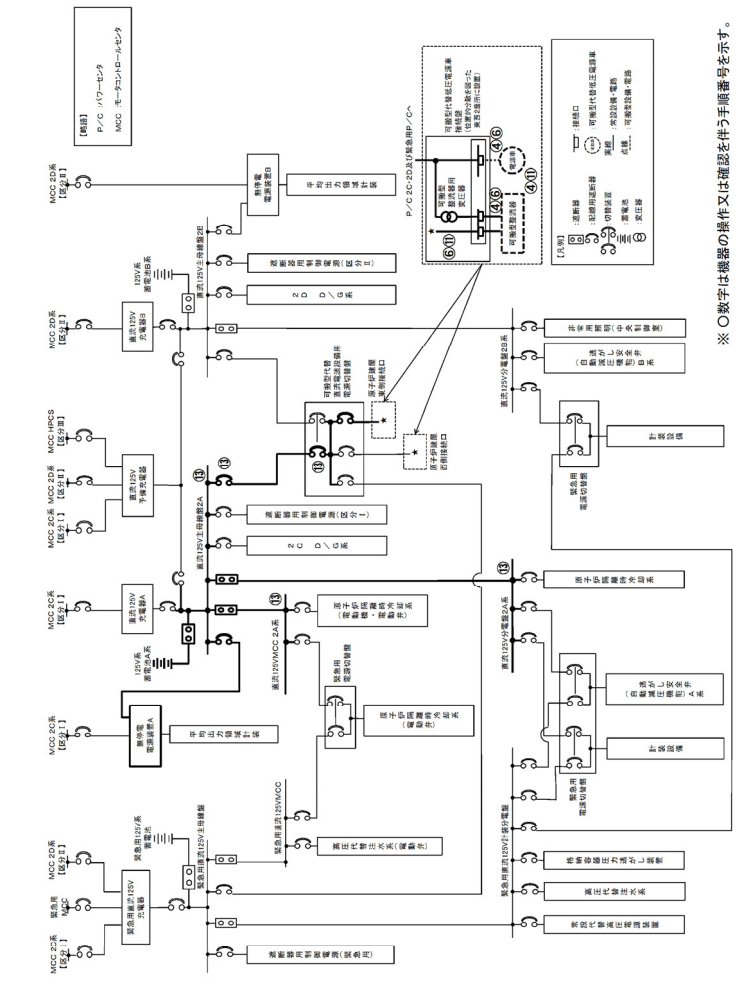 【略語】
P/C :パワーセンタ
MCC :モータコントロールセンタ
MCC 2D系
【区分Ⅱ】
無停電
電源装置B
平均出力領域計装
直流125V主母線盤2B
125V系
蓄電池B系
遮断器用制御電源(区分Ⅱ)
2D D/G系
MCC 2D系
【区分Ⅱ】
直流125V
充電器B
MCC HPCS
【区分Ⅲ】
MCC 2D系
【区分Ⅱ】
MCC 2C系
【区分Ⅰ】
直流125V
予備充電器
可搬型代替
直流電源設備用
電源切替盤
原子炉建屋
東側接続口
★
原子炉建屋
西側接続口
★
⑬
⑬
⑬
直流125V主母線盤2A
遮断器用制御電源(区分Ⅰ)
2C D/G系
MCC 2C系
【区分Ⅰ】
直流125V
充電器A
125V系
蓄電池A系
⑬
直流125VMCC 2A系
原子炉隔離時冷却系
(電動機・電動弁)
緊急用
電源切替盤
原子炉隔離時冷却系
(電動弁)
MCC 2C系
【区分Ⅰ】
無停電
電源装置A
平均出力領域計装
MCC 2D系
【区分Ⅱ】
緊急用
MCC
MCC 2C系
【区分Ⅰ】
緊急用直流125V
充電器
緊急用125V系
蓄電池
緊急用直流125V主母線盤
緊急用直流125VMCC
高圧代替注水系(電動弁)
遮断器用制御電源(緊急用)
P/C 2C・2D及び緊急用P/Cへ
可搬型代替低圧電源車
接続盤
(位置的分散を図った
東西2箇所に設置)
可搬型
整流器用
変圧器
★
⑥⑪
④⑥
④⑥
電源車
④⑪
可搬型整流器
【凡例】
:遮断器
:配線用遮断器
:切替装置
:蓄電池
:変圧器
:接続口
電源車
:可搬型代替低圧電源車
実線 :常設設備・電路
点線 :可搬型設備・電路
直流125V分電盤2B系
非常用照明(中央制御室)
逃がし安全弁
(自動減圧機能)B系
緊急用
電源切替盤
計装設備
⑬
直流125V分電盤2A系
原子炉隔離時冷却系
逃がし安全弁
(自動減圧機能)A系
緊急用
電源切替盤
計装設備
緊急用直流125V計装分電盤
格納容器圧力逃がし装置
高圧代替注水系
常設代替高圧電源装置
※ 〇数字は機器の操作又は確認を伴う手順番号を示す。